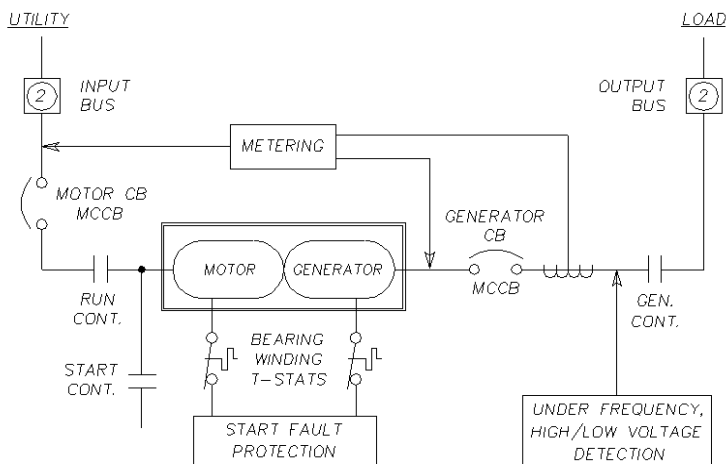 UTILITY
LOAD
2
INPUT
BUS
OUTPUT
BUS
2
METERING
MOTOR CB
MCCB
GENERATOR
CB
MCCB
MOTOR
GENERATOR
RUN
CONT.
GEN.
CONT.
START
CONT.
BEARING
WINDING
T-STATS
START FAULT
PROTECTION
UNDER FREQUENCY,
HIGH/LOW VOLTAGE
DETECTION